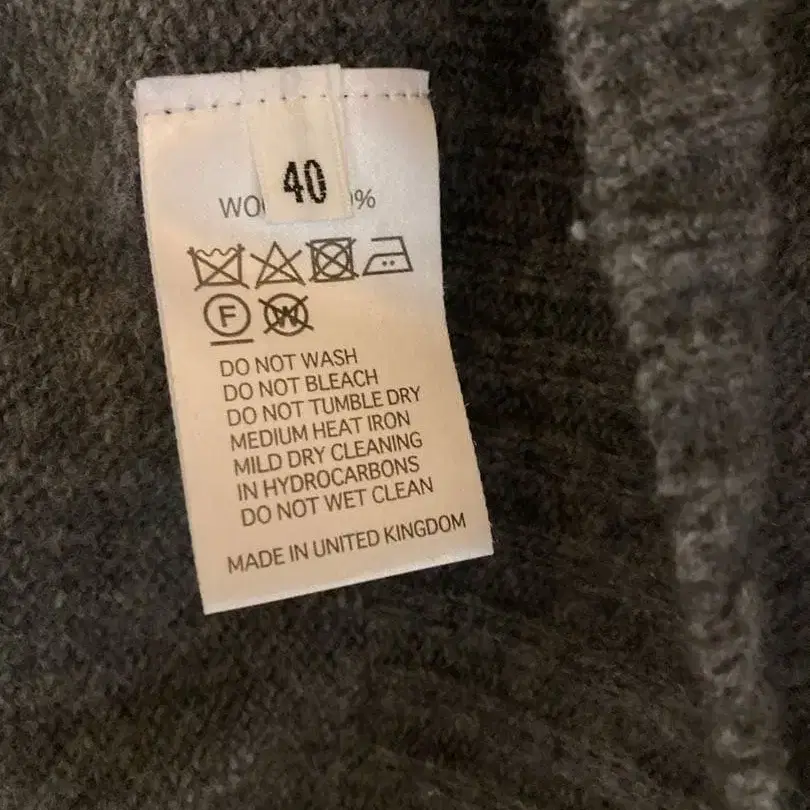 40
%
F
W
DO NOT WASH
DO NOT BLEACH
DO NOT TUMBLE DRY
MEDIUM HEAT IRON
MILD DRY CLEANING
IN HYDROCARBONS
DO NOT WET CLEAN
MADE IN UNITED KINGDOM